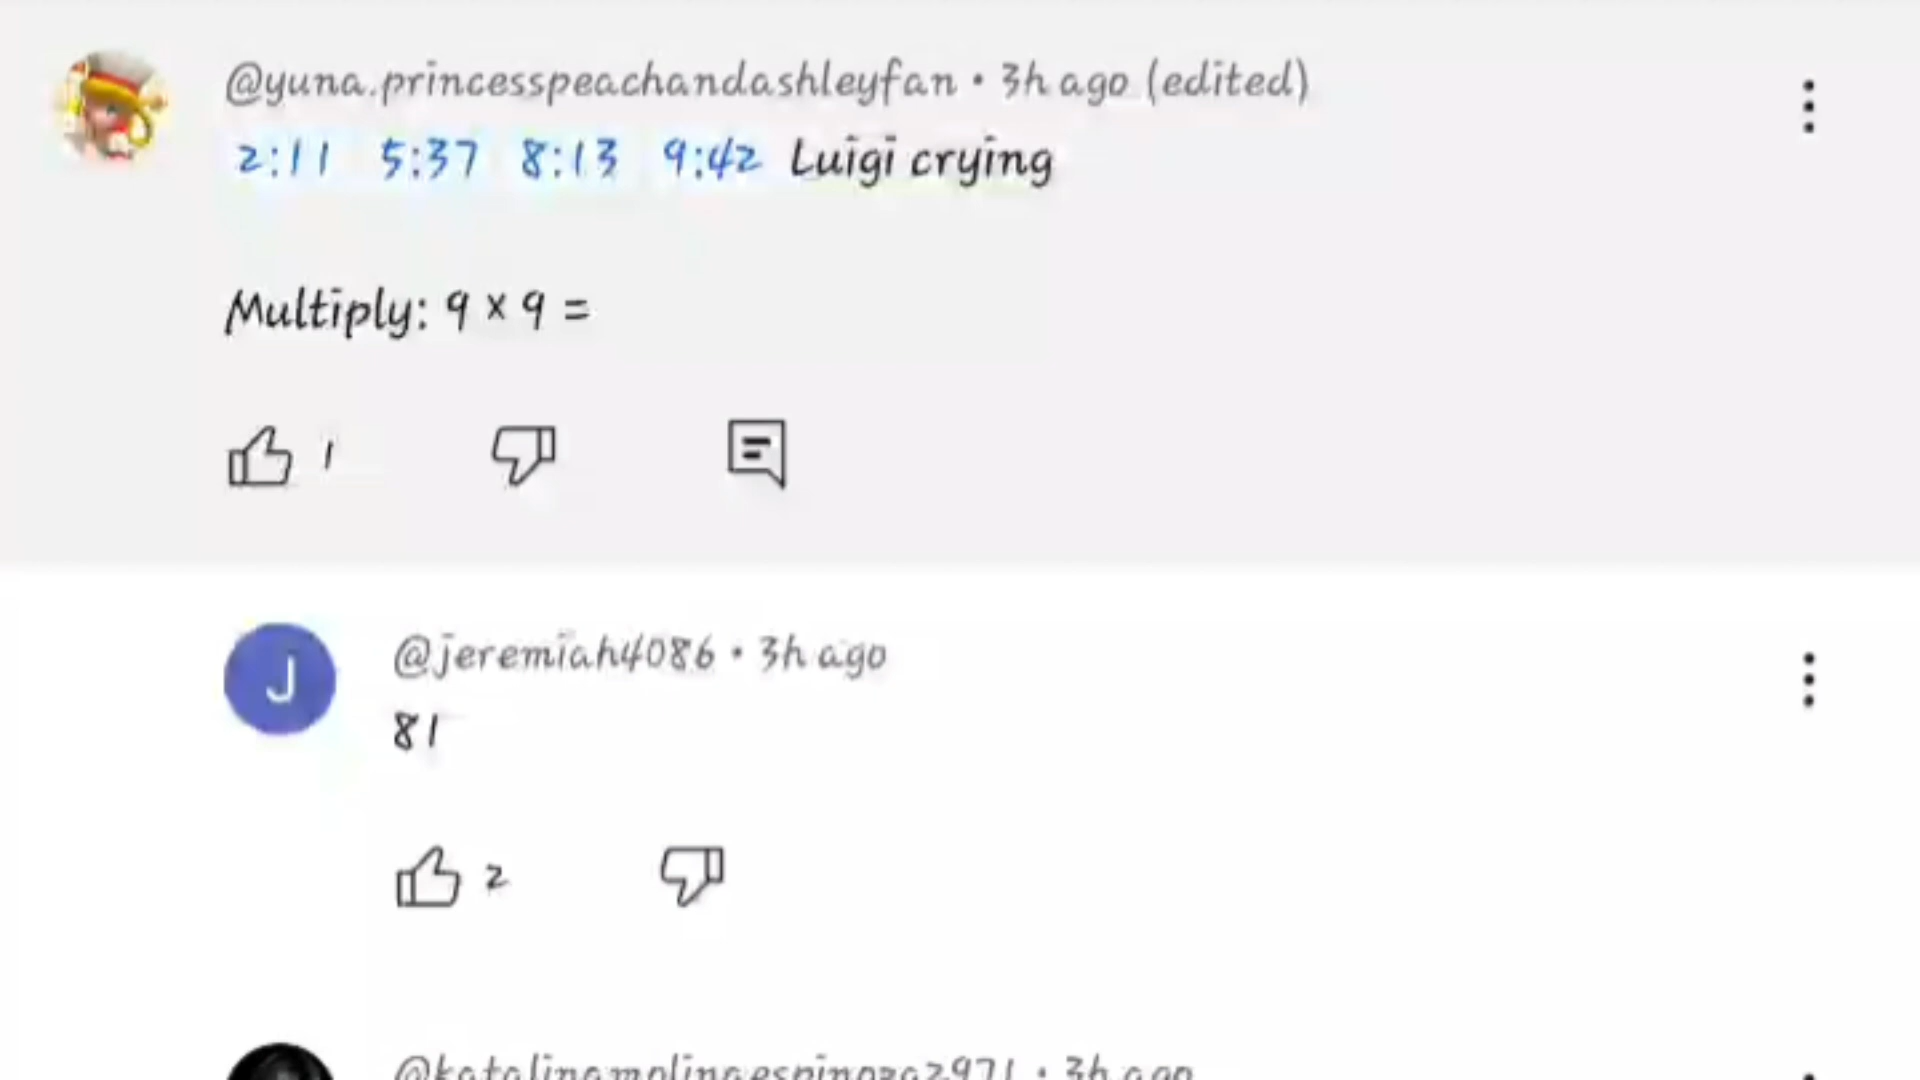 @yuna.princesspeachandashleyfan • 3h ago (edited)
2:11 5:37 8:13 9:42 Luigi crying
Multiply: 9 × 9 =
1
J
@jeremiah4086 • 3h ago
81
2
@katalinamolinaespinoza2971 • 3h ago